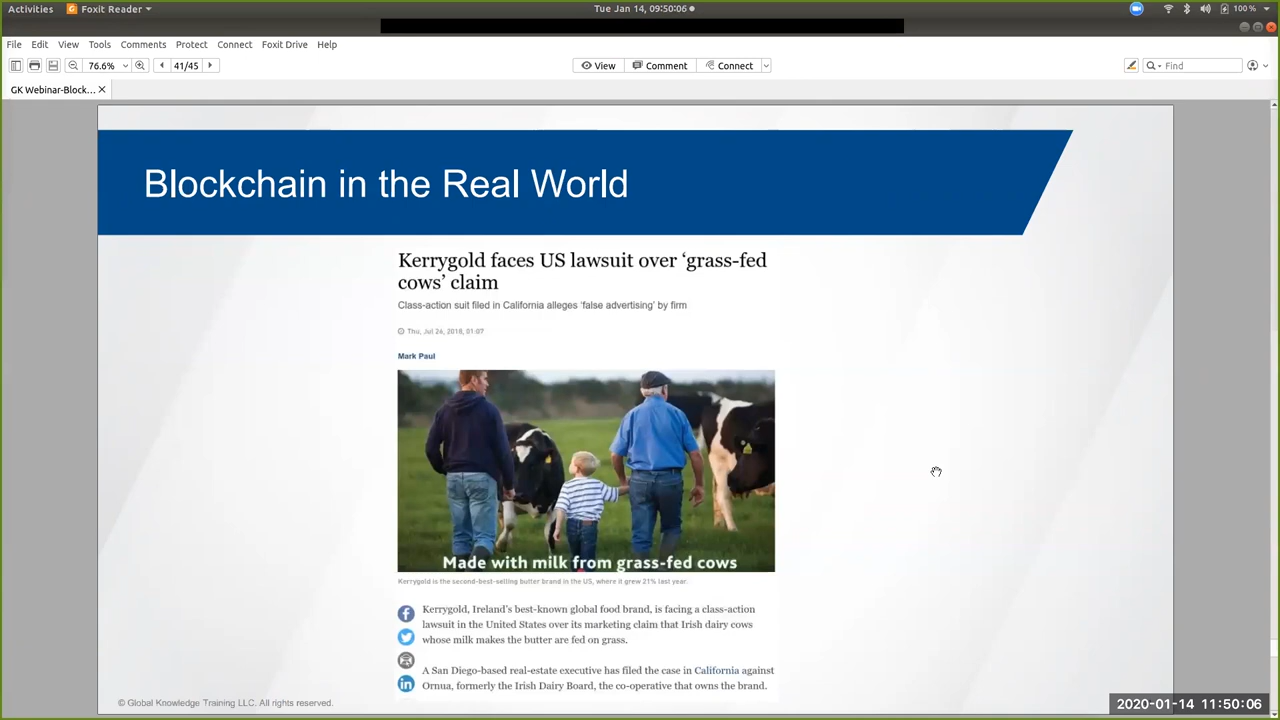 Activities Foxit Reader Tue Jan 14, 09:50:06 100 %
File Edit View Tools Comments Protect Connect Foxit Drive Help
76.6% 41/45 View Comment Connect Find
GK Webinar-Block...
Blockchain in the Real World
Kerrygold faces US lawsuit over ‘grass-fed
cows’ claim
Class-action suit filed in California alleges ‘false advertising’ by firm
Thu, Jul 26, 2018, 01:07
Mark Paul
Made with milk from grass-fed cows
Kerrygold is the second-best-selling butter brand in the US, where it grew 21% last year.
Kerrygold, Ireland’s best-known global food brand, is facing a class-action
lawsuit in the United States over its marketing claim that Irish dairy cows
whose milk makes the butter are fed on grass.
A San Diego-based real-estate executive has filed the case in California against
Ornua, formerly the Irish Dairy Board, the co-operative that owns the brand.
© Global Knowledge Training LLC. All rights reserved.
2020-01-14 11:50:06